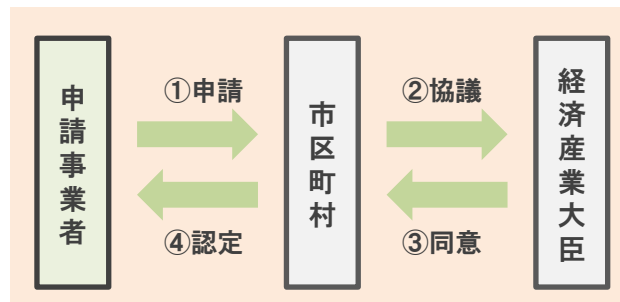 申請事業者
①申請
④認定
市区町村
②協議
③同意
経済産業大臣